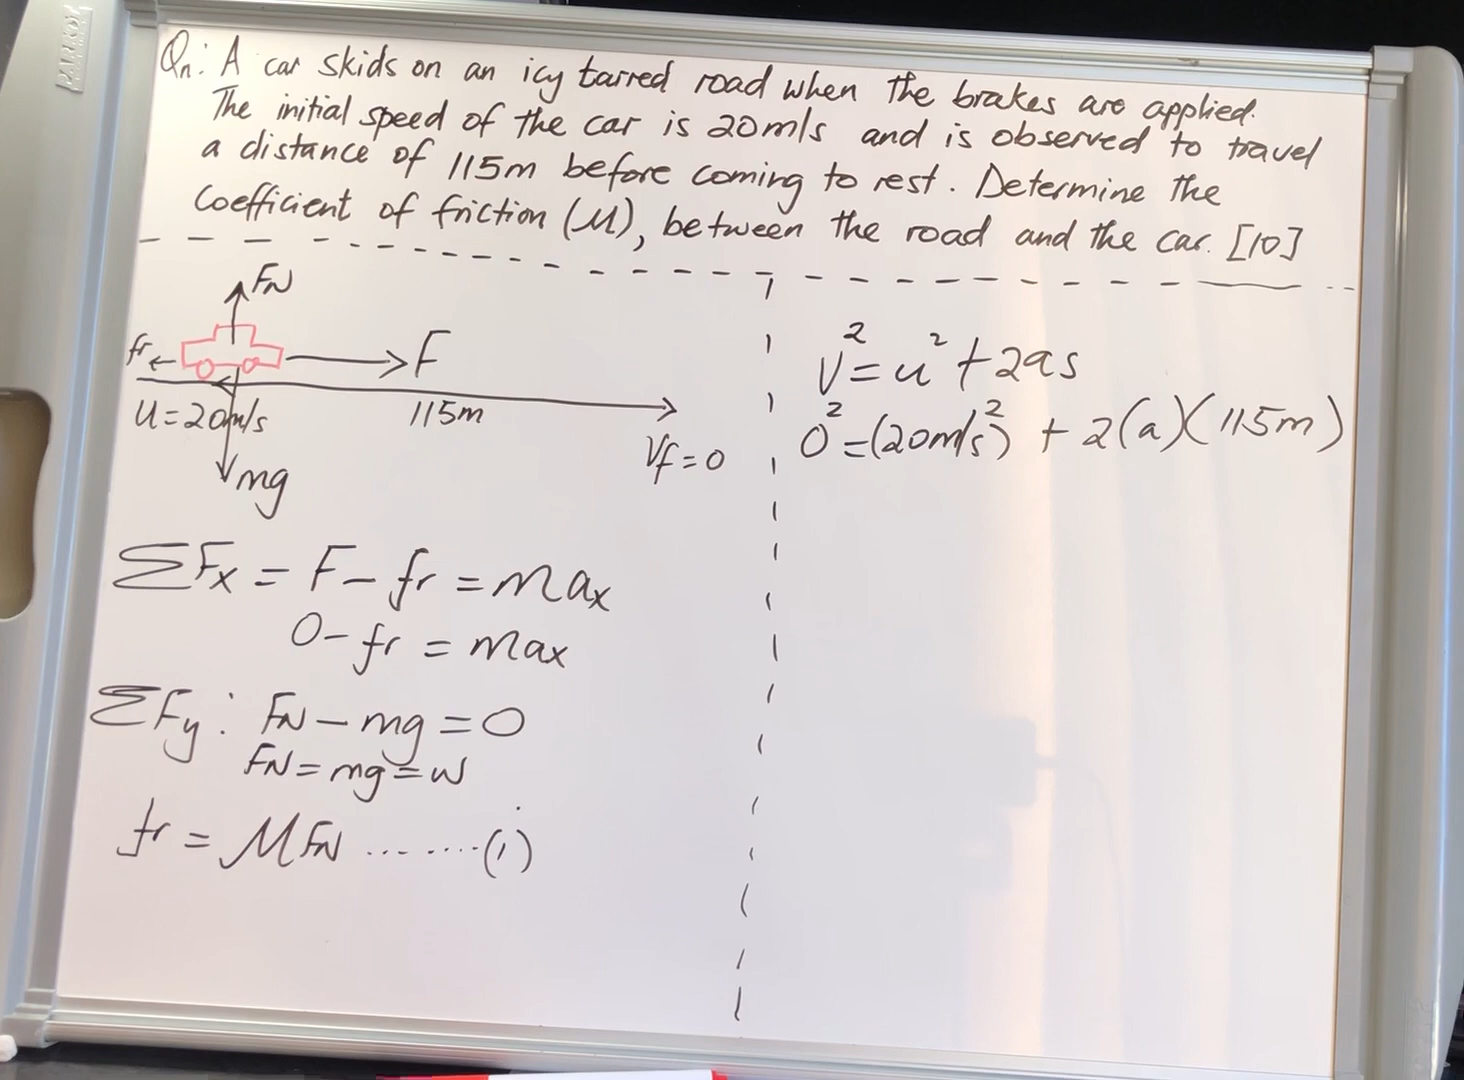 Qn: A car skids on an icy tarred road when the brakes are applied.
The initial speed of the car is 20m/s and is observed to travel
a distance of 115m before coming to rest. Determine the
coefficient of friction (μ), between the road and the car. [10]
FN
fr
F
u=20m/s
115m
Vf=0
mg
ΣFx = F - fr = max
0 - fr = max
ΣFy: FN - mg = 0
FN = mg = w
fr = μFN ........(i)
v² = u² + 2as
0² = (20m/s)² + 2(a)(115m)